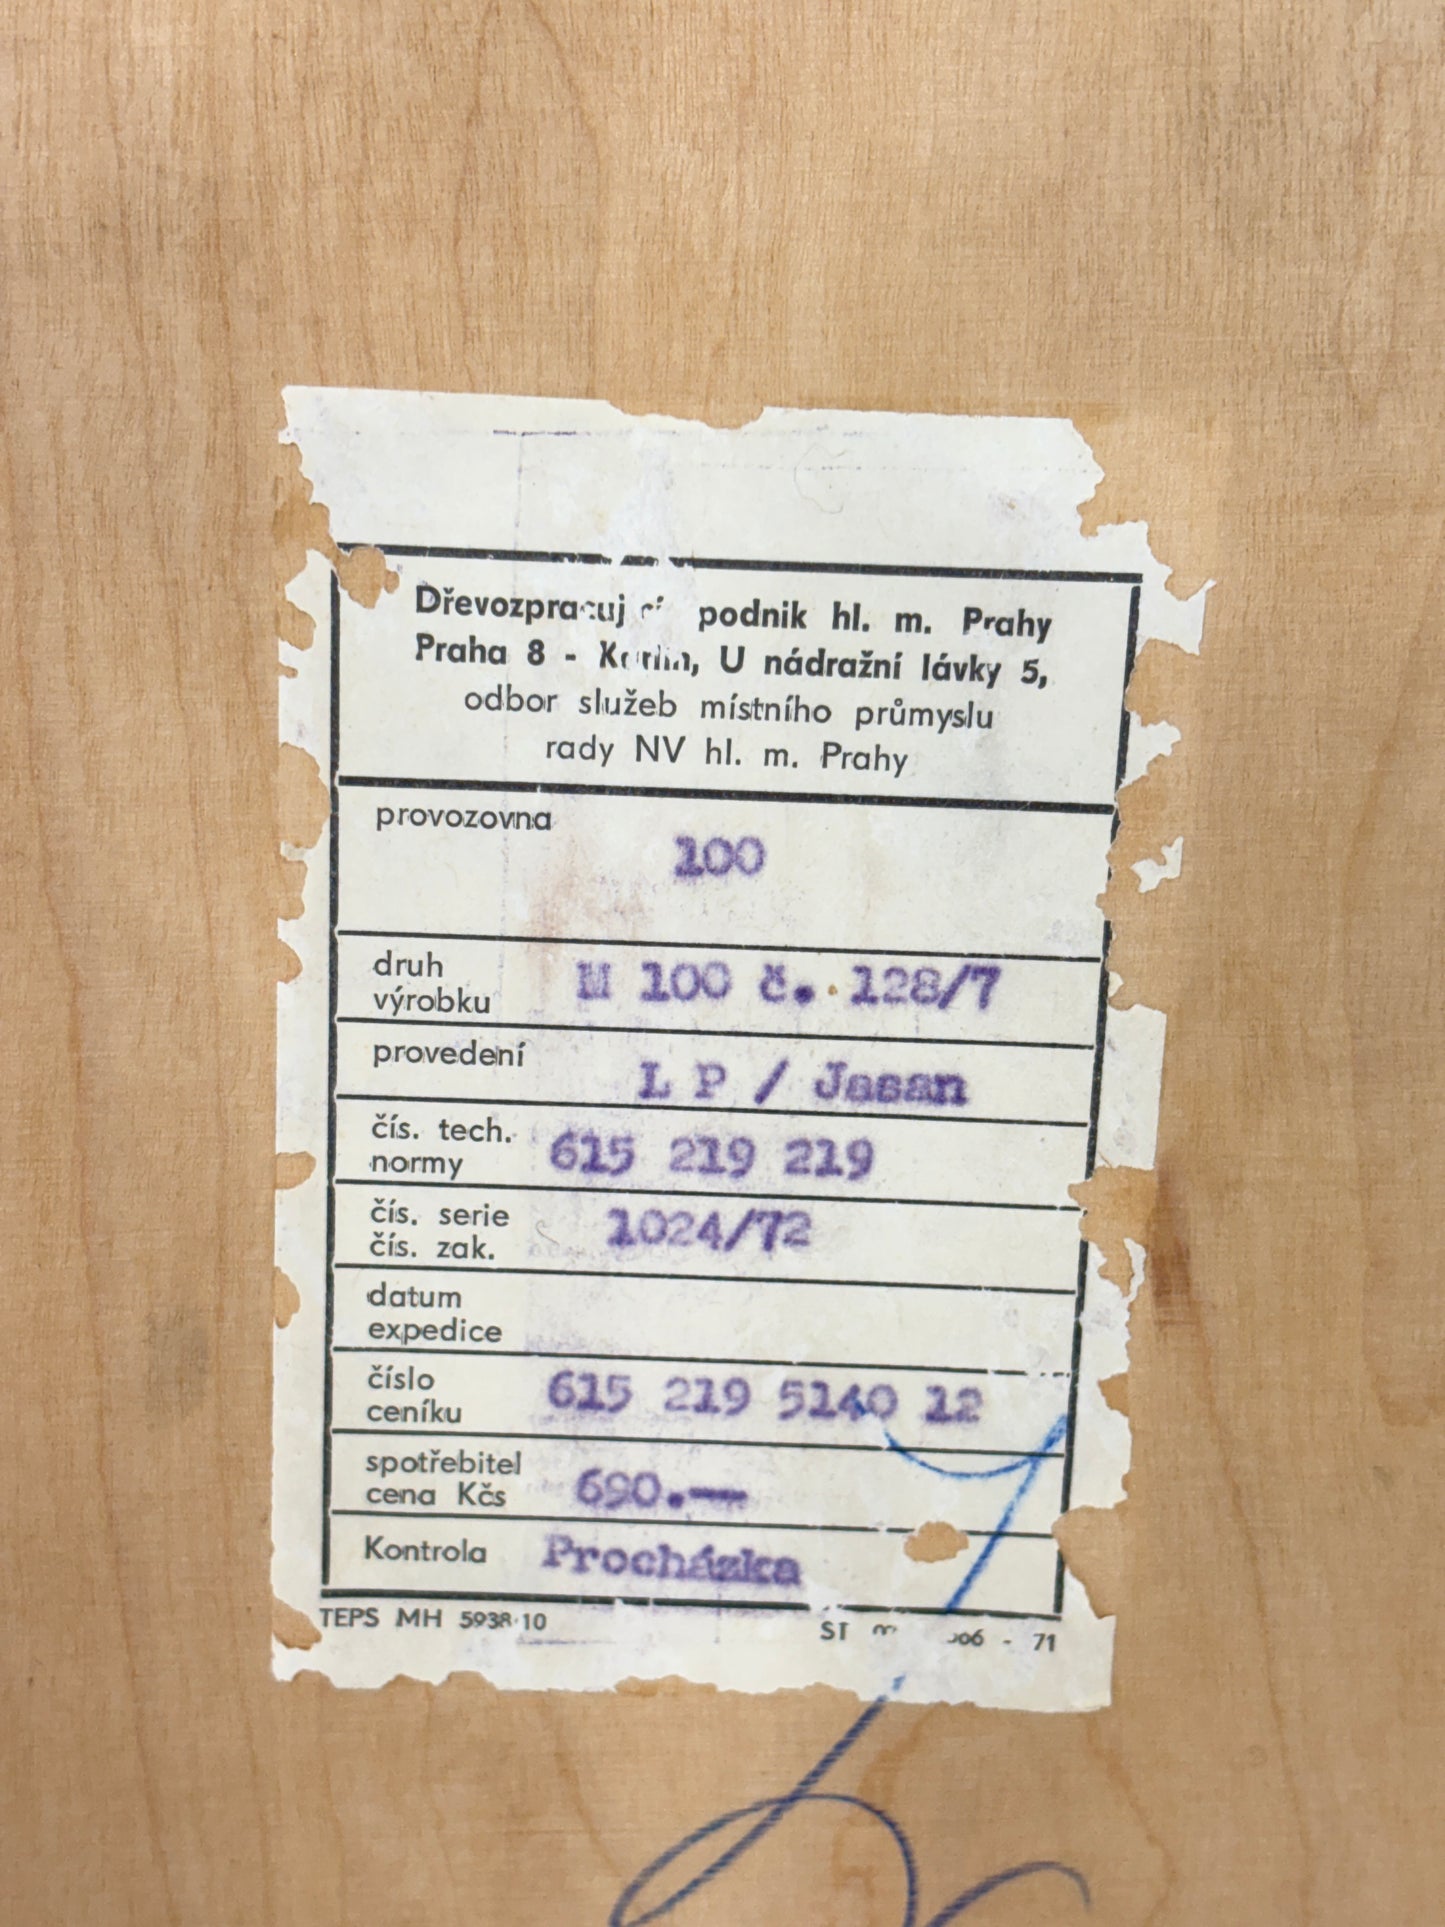 Dřevozpracující podnik hl. m. Prahy
Praha 8 - Karlín, U nádražní lávky 5,
odbor služeb místního průmyslu
rady NV hl. m. Prahy
provozovna
100
druh
výrobku
M 100 č. 128/7
provedení
L P / Jasan
čís. tech.
normy
615 219 219
čís. serie
čís. zak.
1024/72
datum
expedice
číslo
ceníku
615 219 5140 12
spotřebitel
cena Kčs
690.—
Kontrola
Procházka
TEPS MH 5938-10
ST - 71